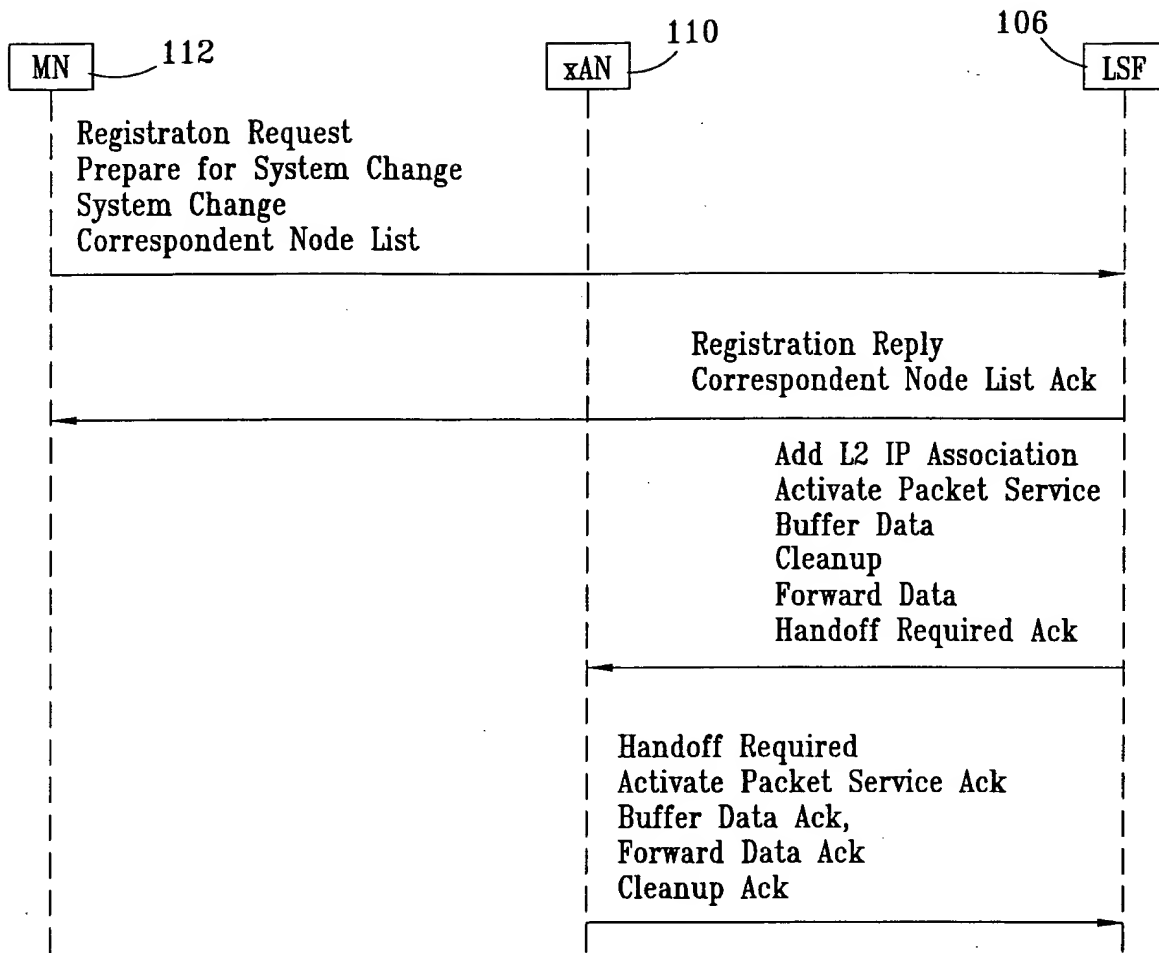 MN 112
xAN 110
106 LSF
Registraton Request
Prepare for System Change
System Change
Correspondent Node List
Registration Reply
Correspondent Node List Ack
Add L2 IP Association
Activate Packet Service
Buffer Data
Cleanup
Forward Data
Handoff Required Ack
Handoff Required
Activate Packet Service Ack
Buffer Data Ack,
Forward Data Ack
Cleanup Ack